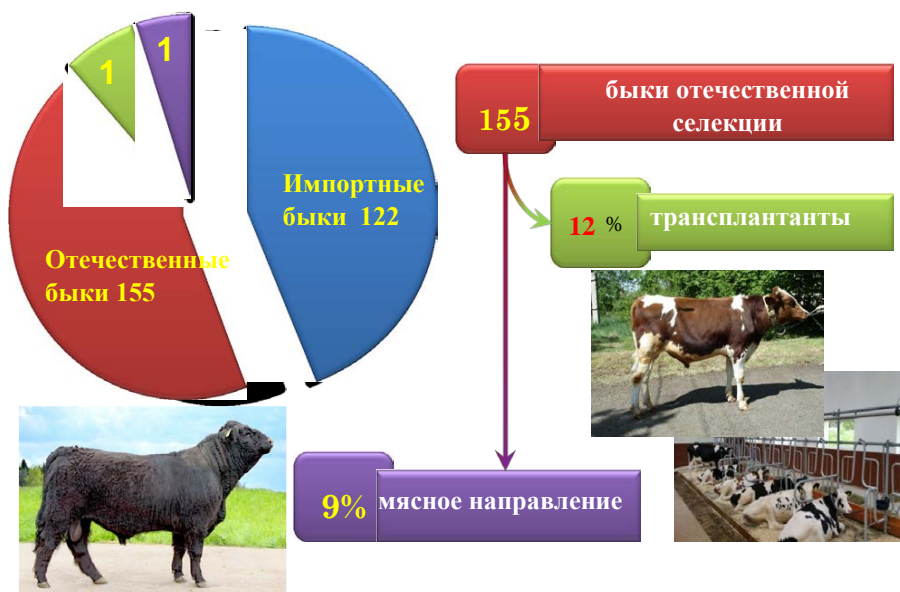 1
1
Импортные
быки 122
Отечественные
быки 155
155
быки отечественной
селекции
12 %
трансплантанты
9%
мясное направление